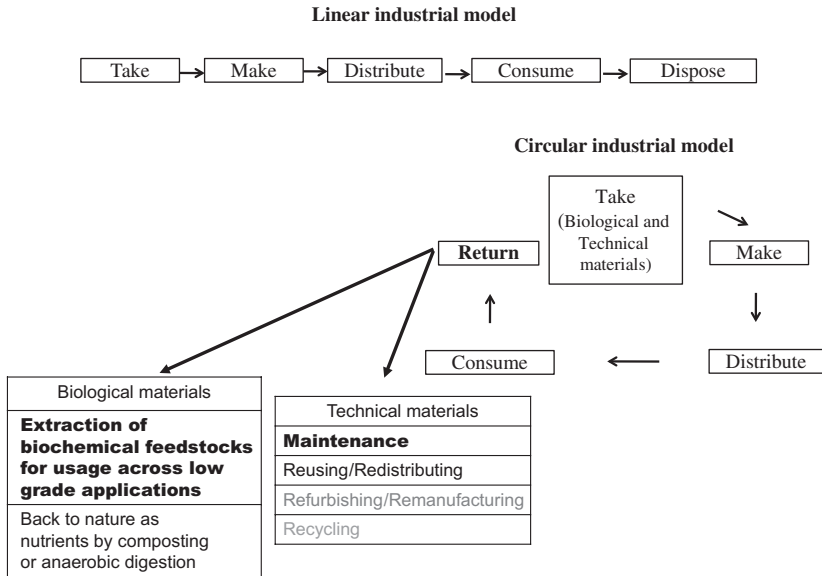 Linear industrial model
Take Make Distribute Consume Dispose
Circular industrial model
Take
(Biological and
Technical
materials)
Return
Make
Consume
Distribute
Biological materials
Extraction of
biochemical feedstocks
for usage across low
grade applications
Back to nature as
nutrients by composting
or anaerobic digestion
Technical materials
Maintenance
Reusing/Redistributing
Refurbishing/Remanufacturing
Recycling